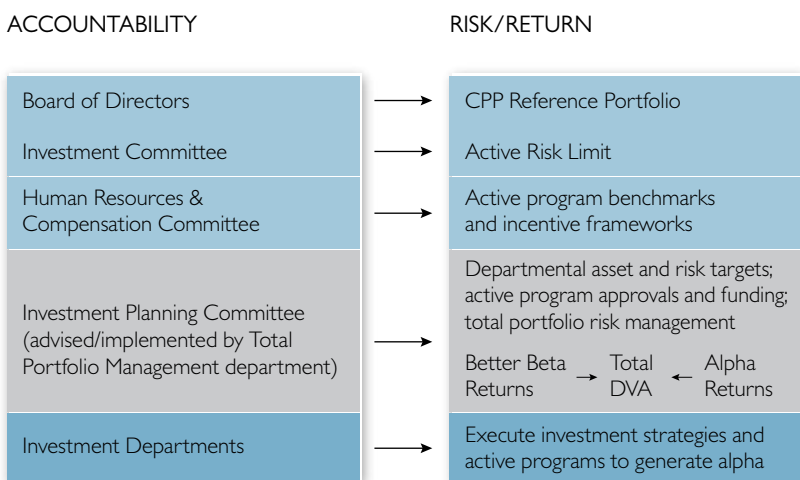 ACCOUNTABILITY
RISK/RETURN
Board of Directors
CPP Reference Portfolio
Investment Committee
Active Risk Limit
Human Resources &
Compensation Committee
Active program benchmarks
and incentive frameworks
Investment Planning Committee
(advised/implemented by Total
Portfolio Management department)
Departmental asset and risk targets;
active program approvals and funding;
total portfolio risk management
Better Beta
Returns
Total
DVA
Alpha
Returns
Investment Departments
Execute investment strategies and
active programs to generate alpha